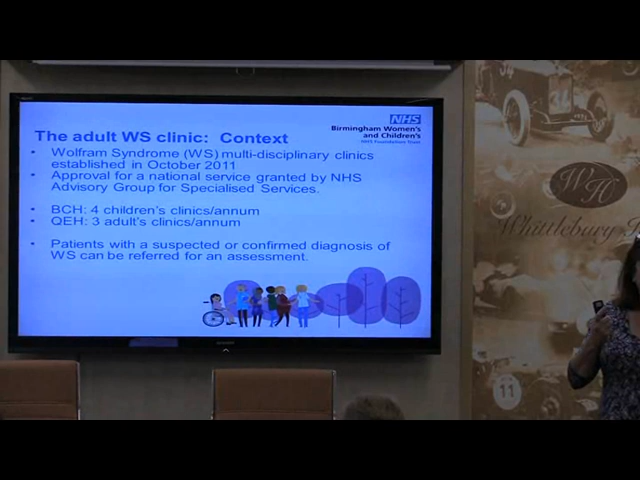 The adult WS clinic: Context
NHS
Birmingham Women's
and Children's
NHS Foundation Trust
• Wolfram Syndrome (WS) multi-disciplinary clinics
established in October 2011
• Approval for a national service granted by NHS
Advisory Group for Specialised Services.
• BCH: 4 children's clinics/annum
• QEH: 3 adult's clinics/annum
• Patients with a suspected or confirmed diagnosis of
WS can be referred for an assessment.
34
WH
Whittlebury
11